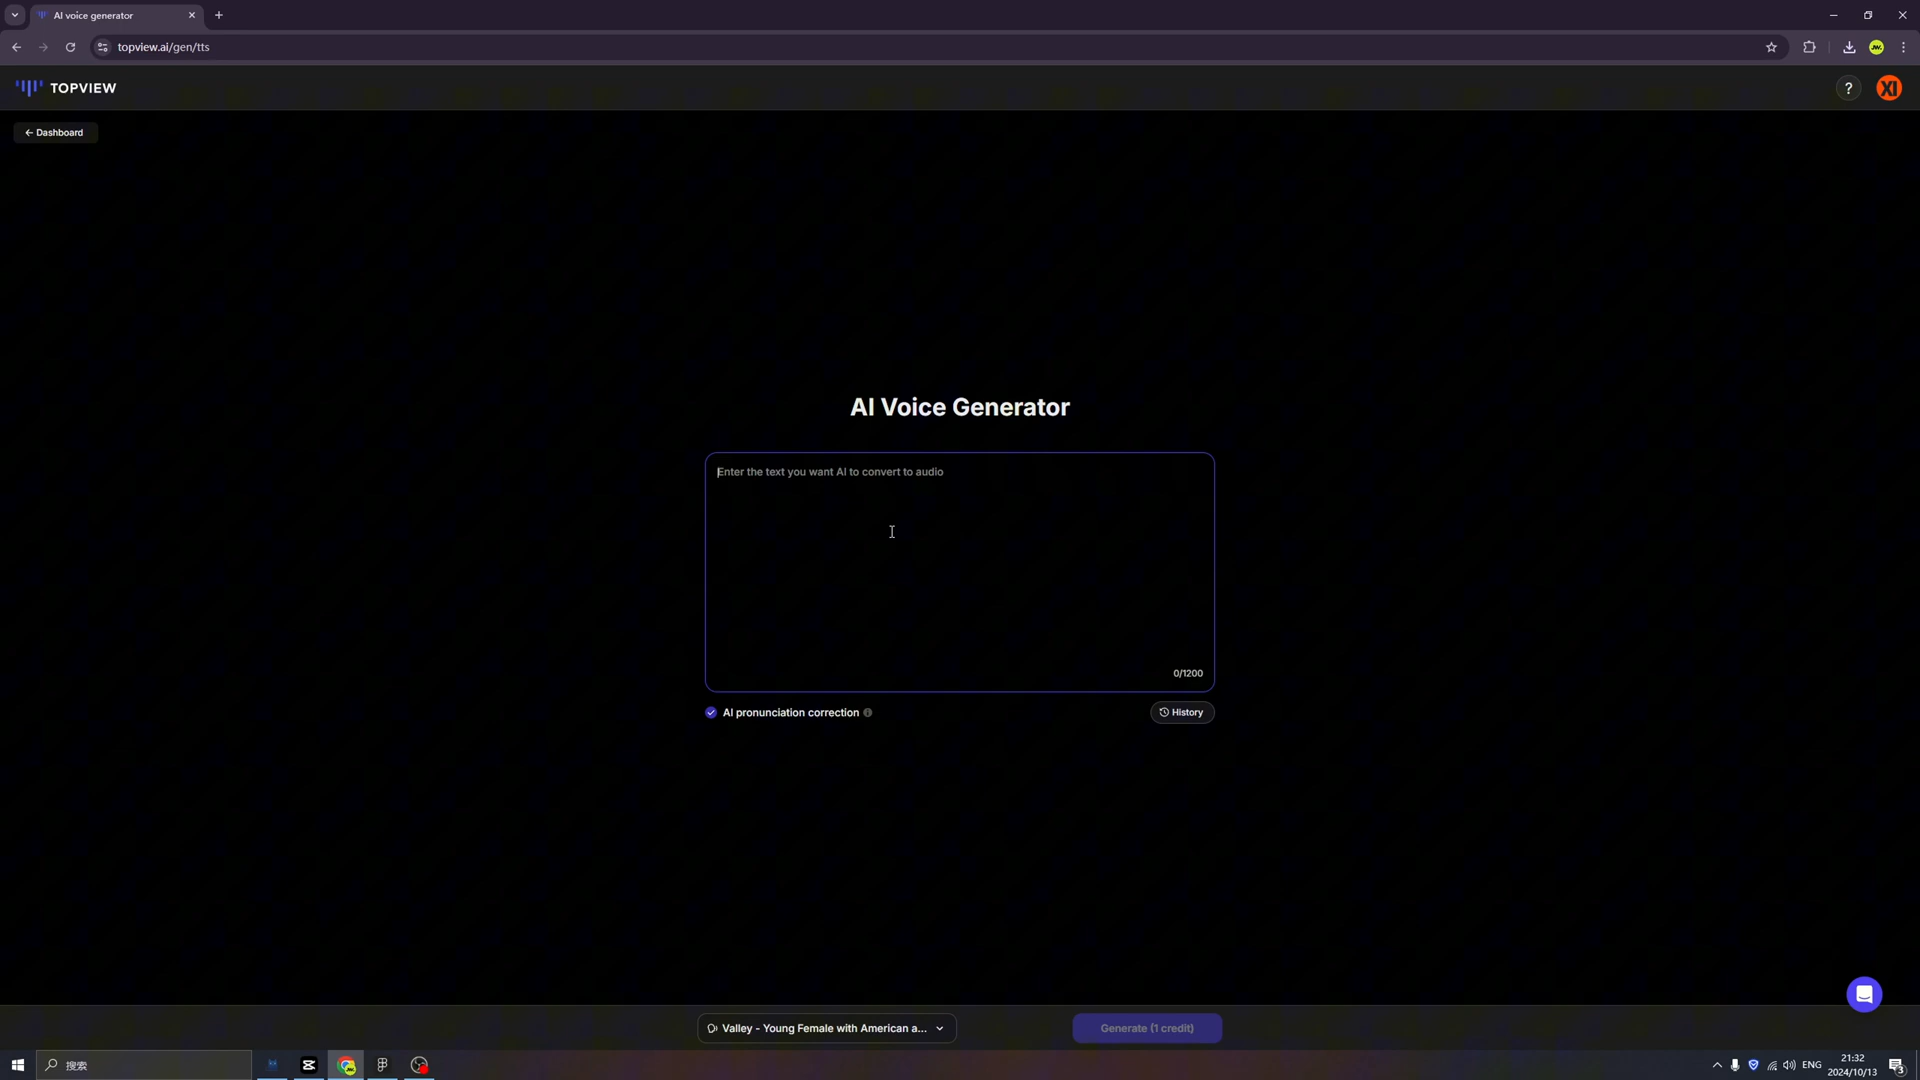 AI voice generator
topview.ai/gen/tts
TOPVIEW
?
XI
← Dashboard
AI Voice Generator
Enter the text you want AI to convert to audio
0/1200
AI pronunciation correction
History
Valley - Young Female with American a...
Generate (1 credit)
搜索
ENG
21:32
2024/10/13
3